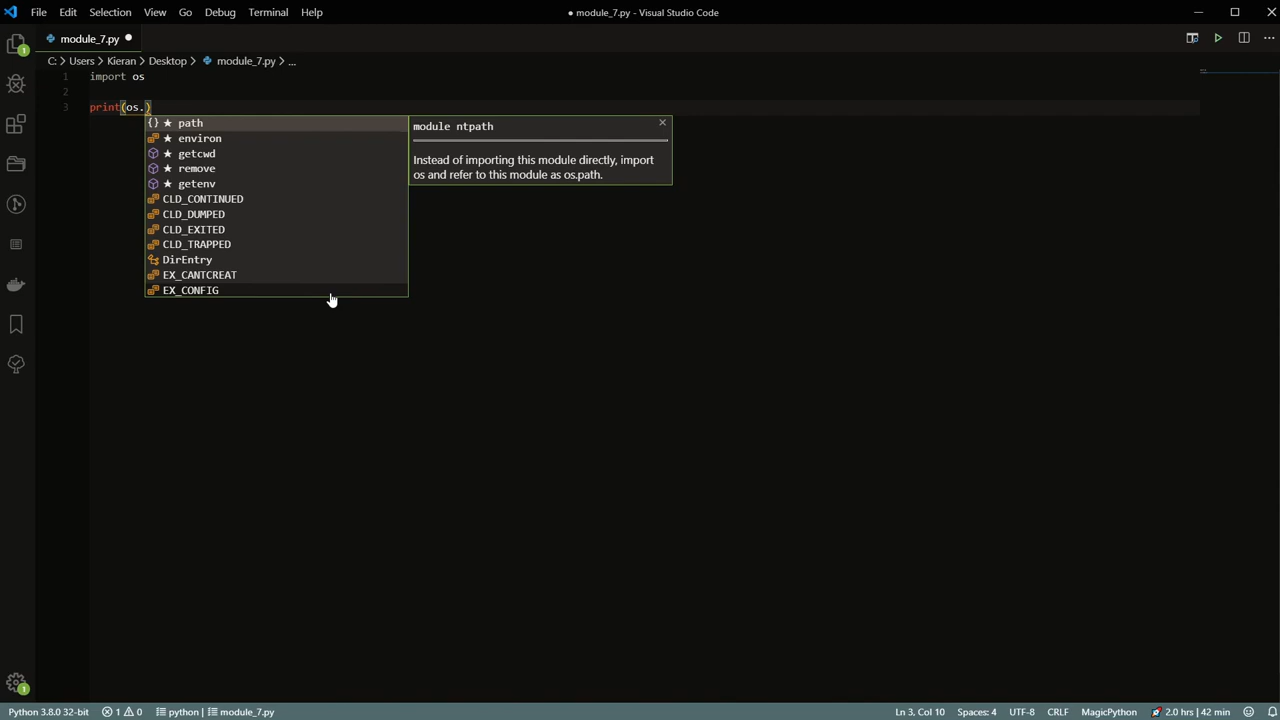 File Edit Selection View Go Debug Terminal Help ● module_7.py - Visual Studio Code
module_7.py ●
C: > Users > Kieran > Desktop > module_7.py > ...
1 import os
2
3 print(os.)
{} ★ path
★ environ
★ getcwd
★ remove
★ getenv
CLD_CONTINUED
CLD_DUMPED
CLD_EXITED
CLD_TRAPPED
DirEntry
EX_CANTCREAT
EX_CONFIG
module ntpath
Instead of importing this module directly, import
os and refer to this module as os.path.
1
1
Python 3.8.0 32-bit 1 0 python | module_7.py Ln 3, Col 10 Spaces: 4 UTF-8 CRLF MagicPython 2.0 hrs | 42 min